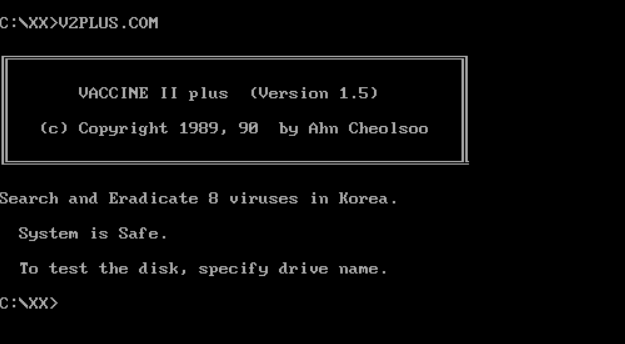 C:\XX>V2PLUS.COM
VACCINE II plus (Version 1.5)
(c) Copyright 1989, 90 by Ahn Cheolsoo
Search and Eradicate 8 viruses in Korea.
System is Safe.
To test the disk, specify drive name.
C:\XX>